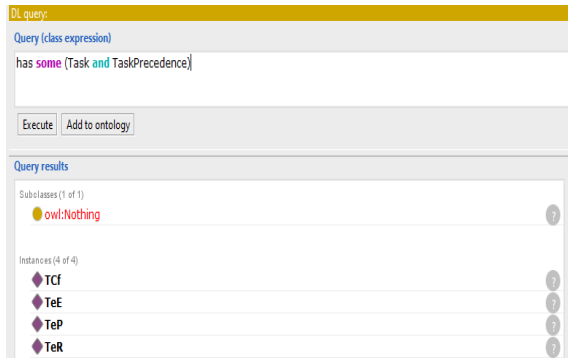 DL query:
Query (class expression)
has some (Task and TaskPrecedence)
Execute Add to ontology
Query results
Subclasses (1 of 1)
owl:Nothing ?
Instances (4 of 4)
TCf ?
TeE ?
TeP ?
TeR ?